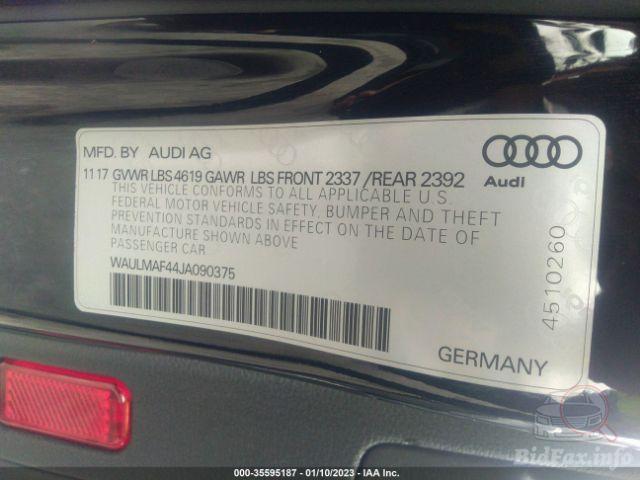 MFD. BY AUDI AG
11 17 GVWR LBS 4619 GAWR LBS FRONT 2337 /REAR 2392
THIS VEHICLE CONFORMS TO ALL APPLICABLE U.S.
FEDERAL MOTOR VEHICLE SAFETY, BUMPER AND THEFT
PREVENTION STANDARDS IN EFFECT ON THE DATE OF
MANUFACTURE SHOWN ABOVE
PASSENGER CAR
WAULMAF44JA090375
Audi
4510260
GERMANY
BidFax.info
000 - 35595187 - 01/10/2023 - IAA Inc.